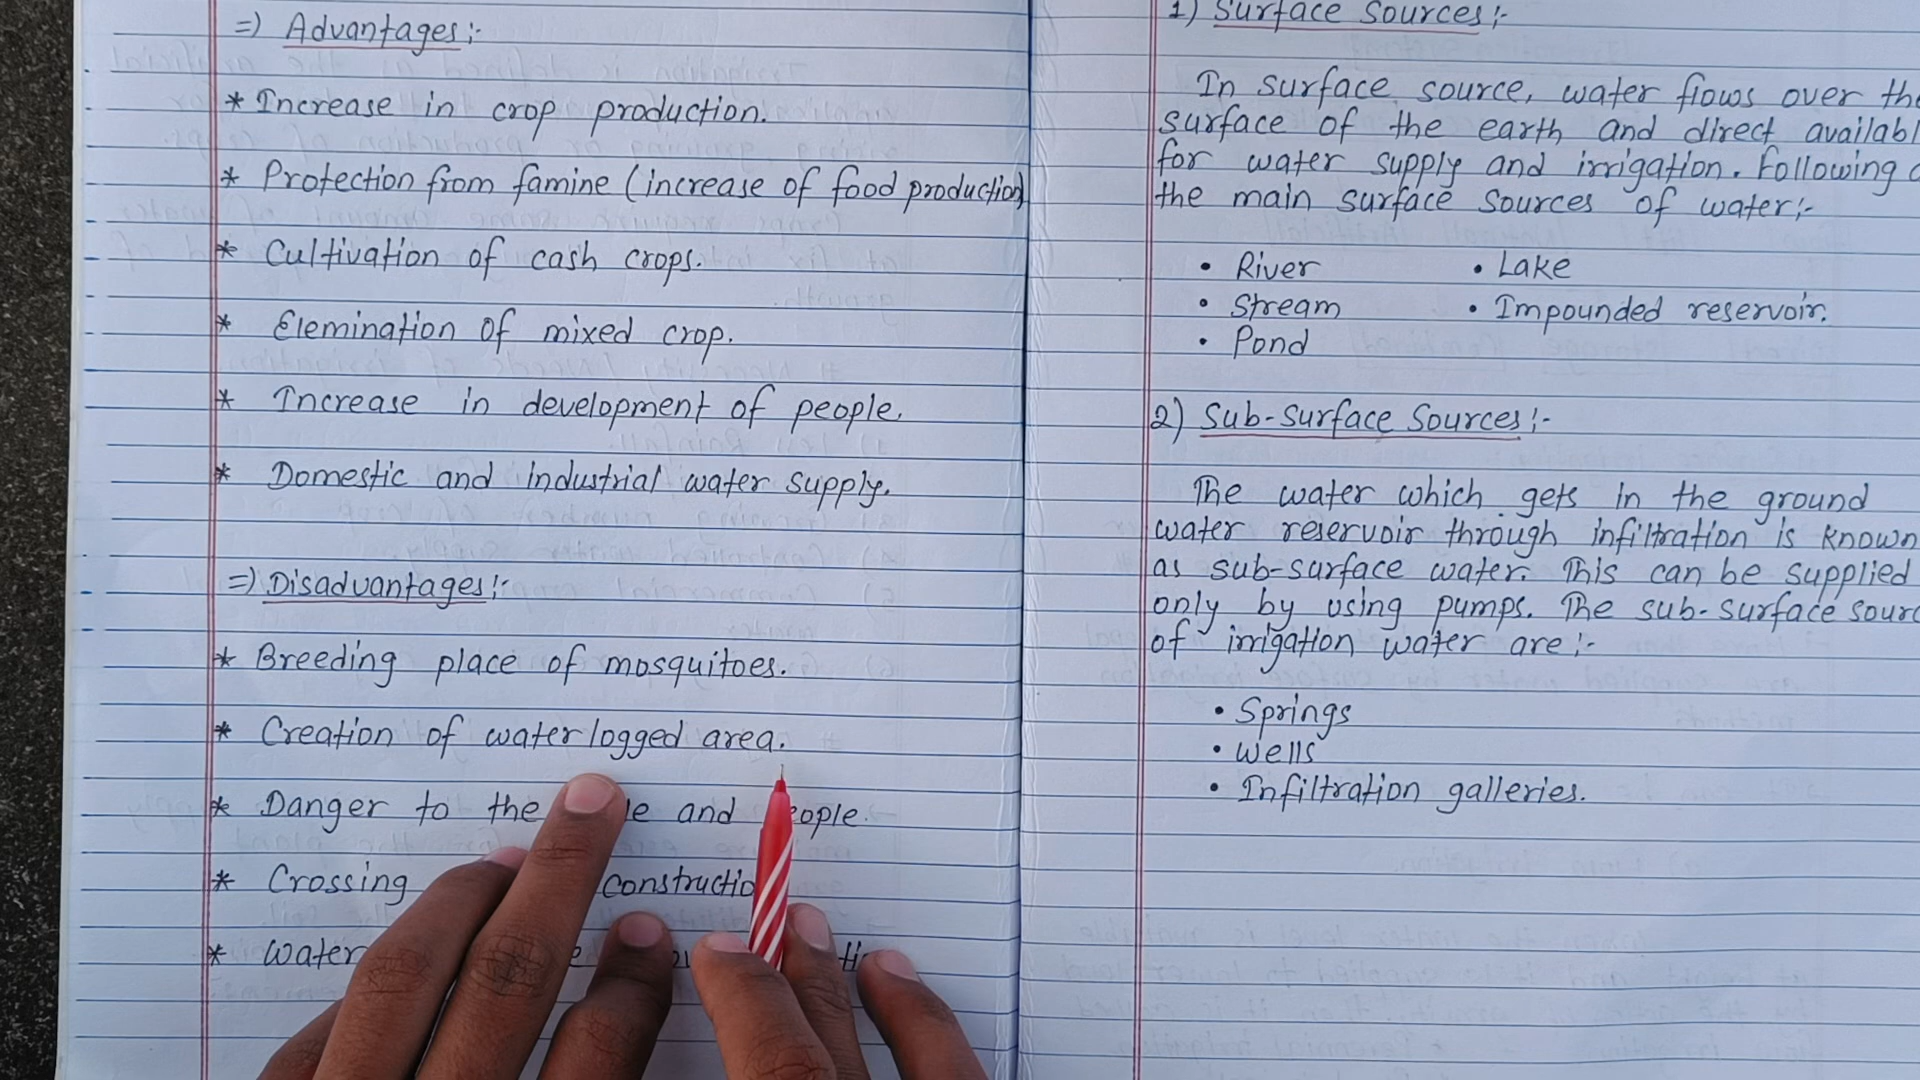 =) Advantages:-
* Increase in crop production.
* Protection from famine (increase of food production)
* Cultivation of cash crops.
* Elemination of mixed crop.
* Increase in development of people.
* Domestic and industrial water supply.
=) Disadvantages:-
* Breeding place of mosquitoes.
* Creation of water logged area.
* Danger to the and
* Crossing
* Water
1) Surface Sources:-
In surface source, water flows over the
surface of the earth and direct
for water supply and irrigation. Following
the main surface sources of water:-
• River • Lake
• Stream • Impounded reservoir.
• Pond
2) Sub-Surface Sources:-
The water which gets in the ground
water reservoir through infiltration is known
as sub-surface water. This can be supplied
only by using pumps. The sub-surface
of irrigation water are:-
• Springs
• Wells
• Infiltration galleries.